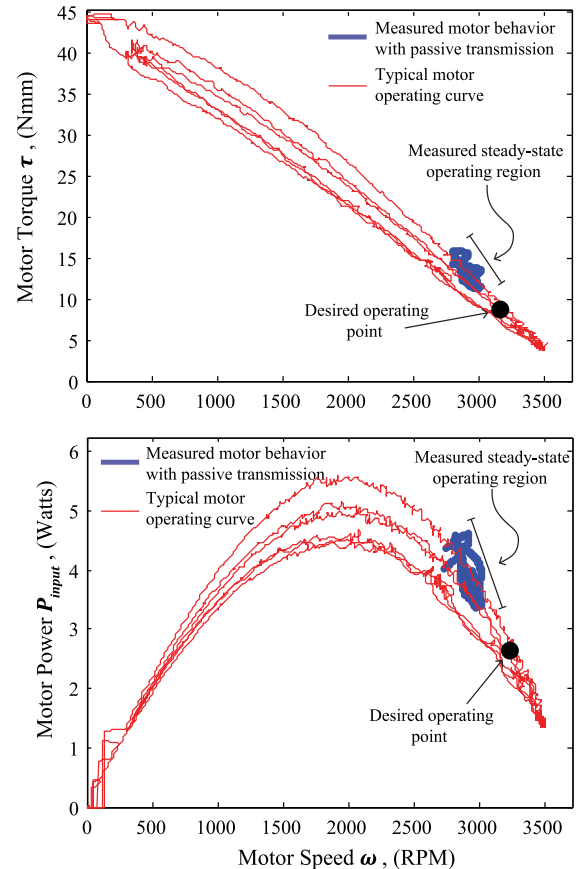 45
40
35
30
25
20
15
10
5
0
Motor Torque τ , (Nmm)
Measured motor behavior
with passive transmission
Typical motor
operating curve
Measured steady-state
operating region
Desired operating
point
0
500
1000
1500
2000
2500
3000
3500
6
5
4
3
2
1
0
Motor Power P_input , (Watts)
Measured motor behavior
with passive transmission
Typical motor
operating curve
Measured steady-state
operating region
Desired operating
point
0
500
1000
1500
2000
2500
3000
3500
Motor Speed ω , (RPM)